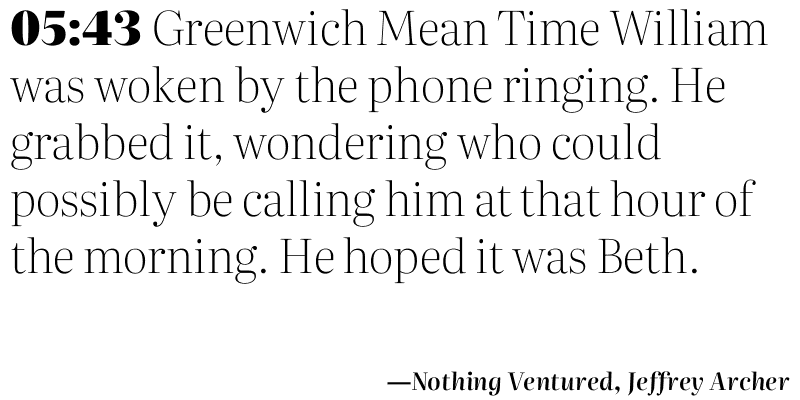 05:43 Greenwich Mean Time William
was woken by the phone ringing. He
grabbed it, wondering who could
possibly be calling him at that hour of
the morning. He hoped it was Beth.
—Nothing Ventured, Jeffrey Archer